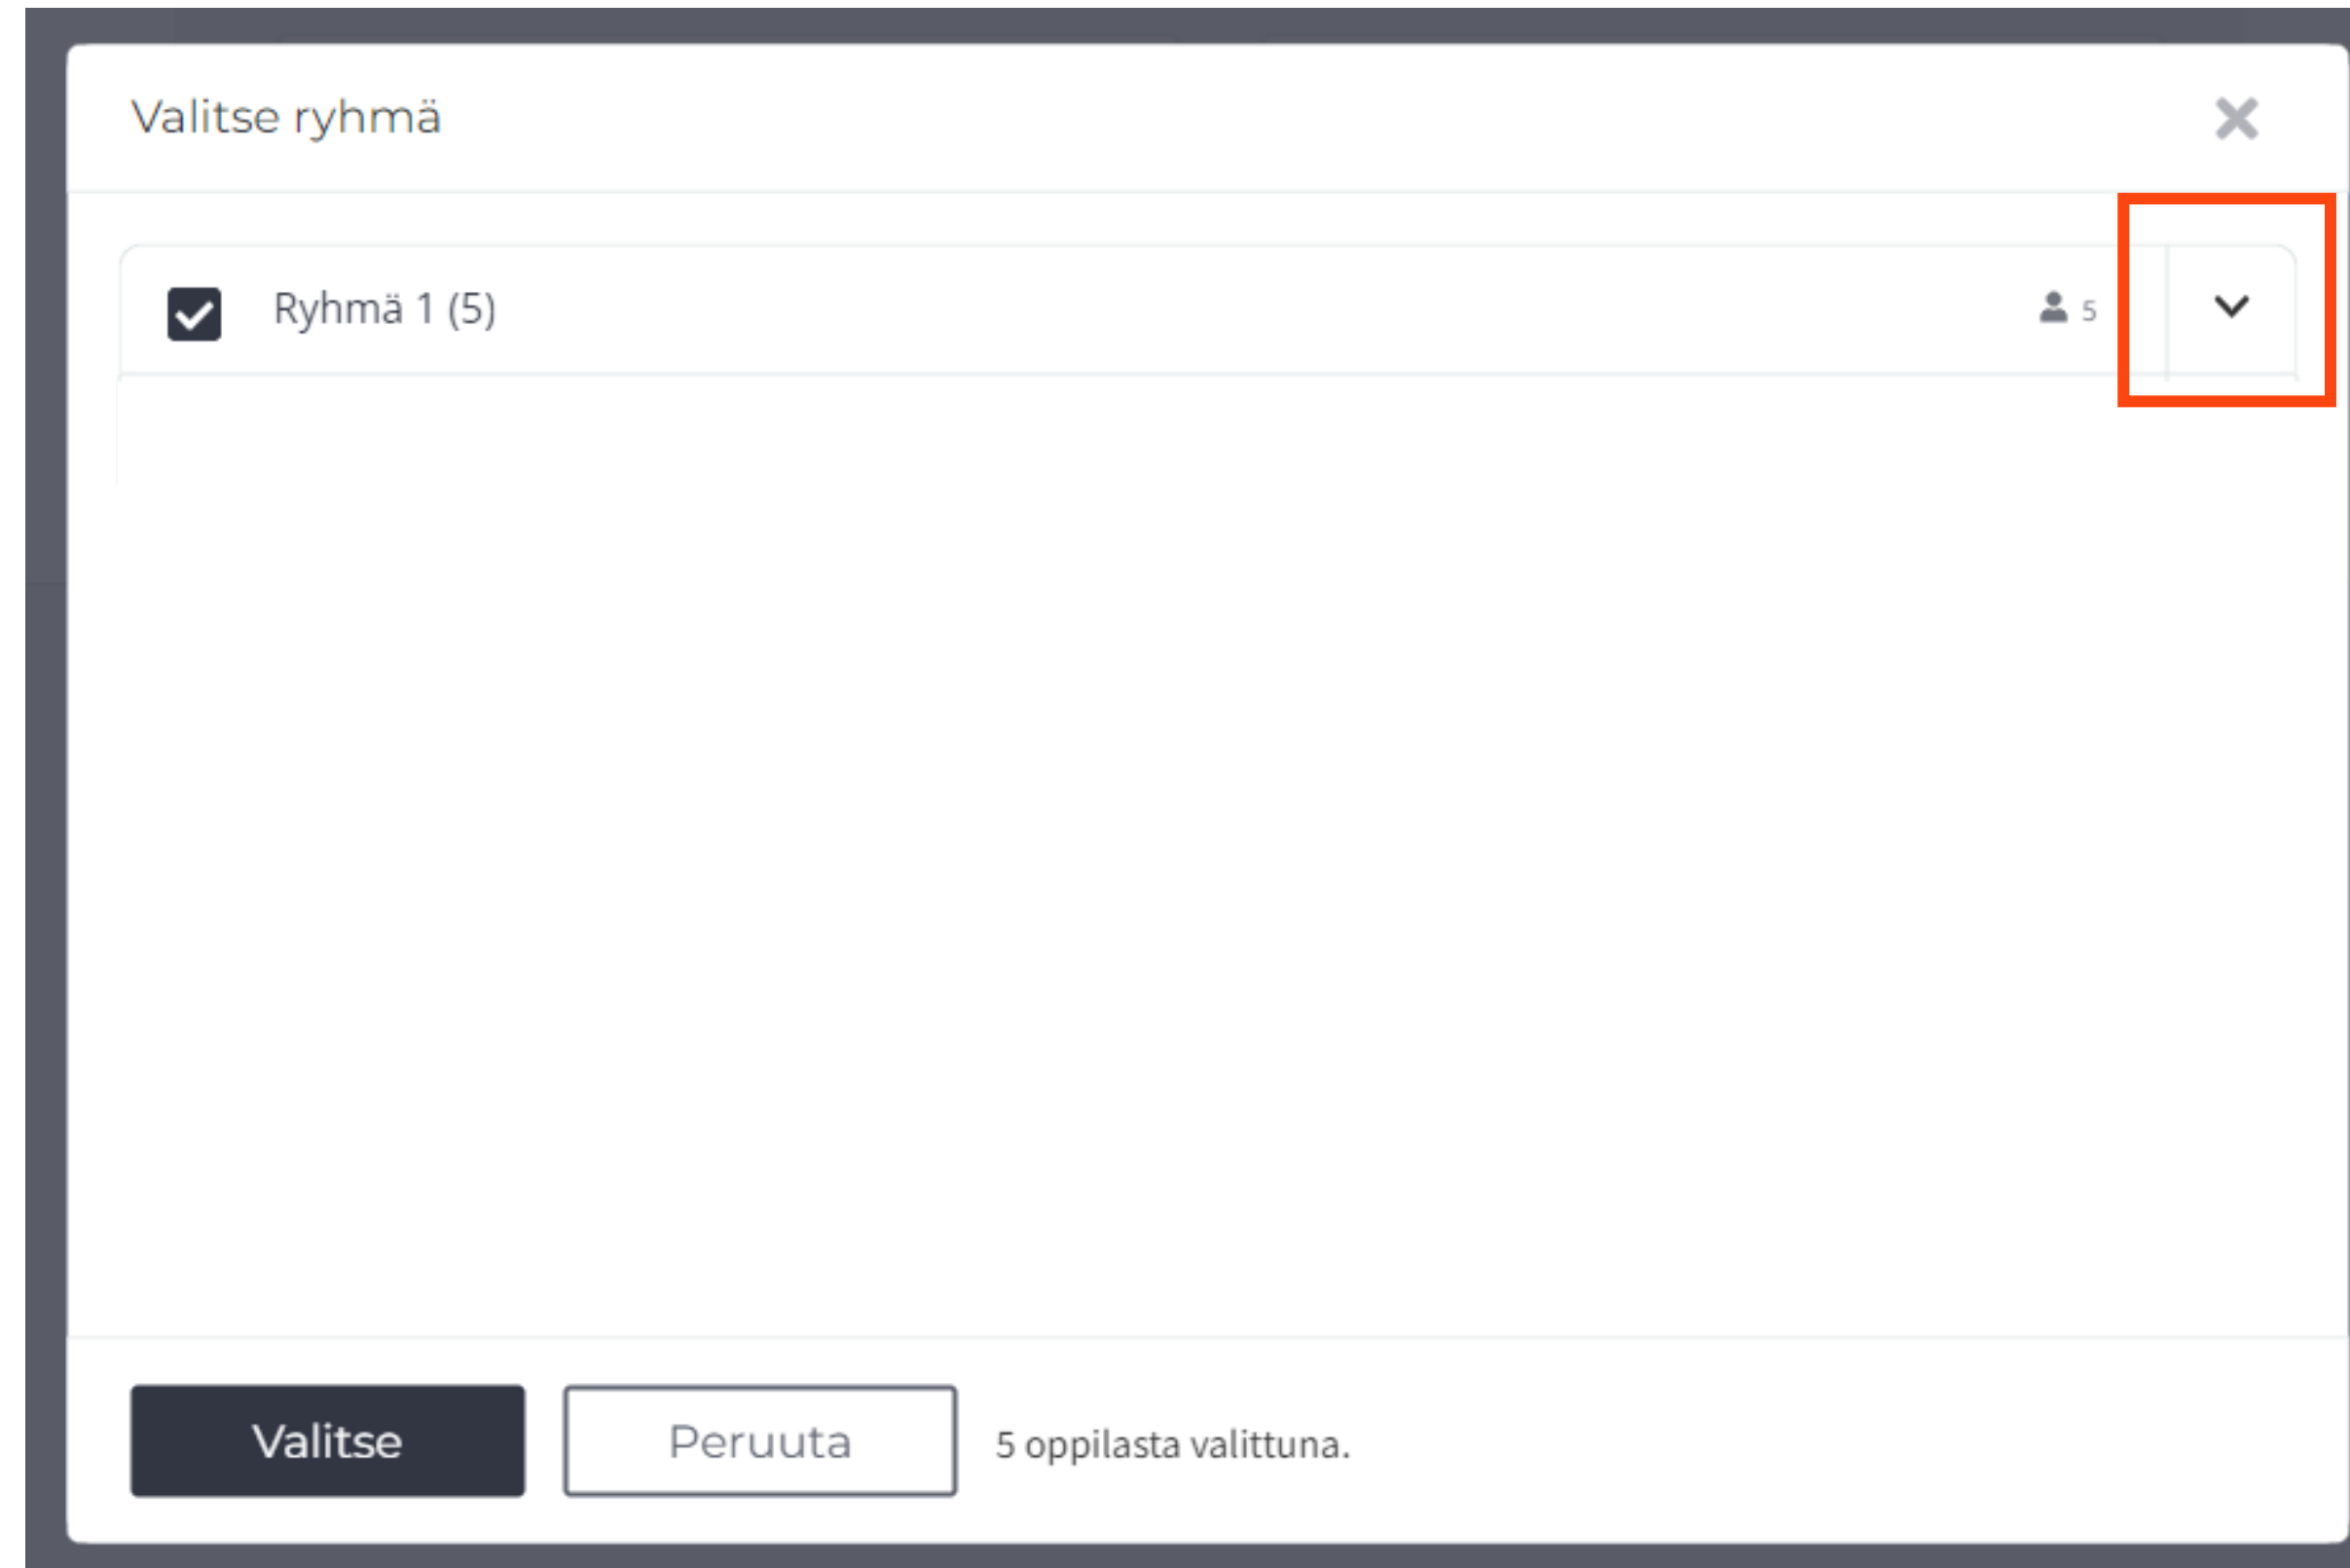 Valitse ryhmä
Ryhmä 1 (5) 5
Valitse Peruuta 5 oppilasta valittuna.